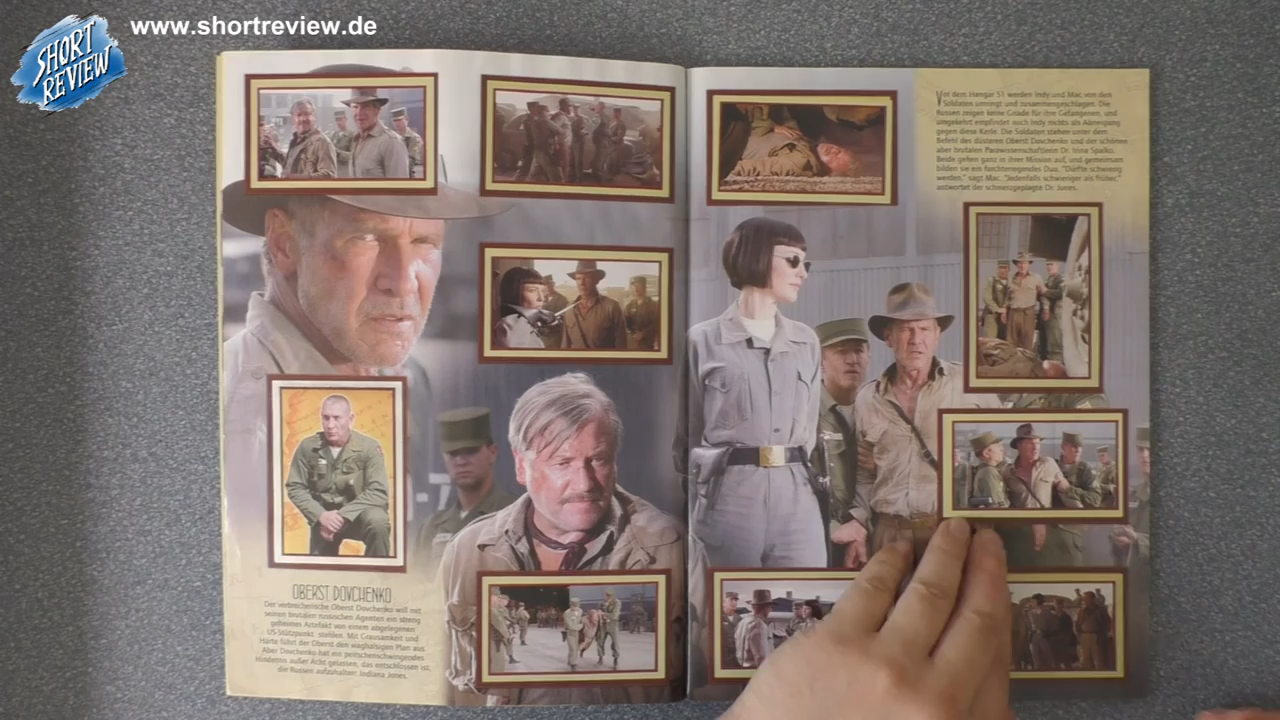 SHORT
REVIEW
www.shortreview.de
Vor dem Hangar 51 werden Indy und Mac von den
Soldaten umringt und zusammengeschlagen. Die
Russen zeigen keine Gnade für ihre Gefangenen, und
umgekehrt empfindet auch Indy nichts als Abneigung
gegen diese Kerle. Die Soldaten stehen unter dem
Befehl des düsteren Oberst Dovchenko und der schönen
aber brutalen Parawissenschaftlerin Dr. Irina Spalko.
Beide gehen ganz in ihrer Mission auf, und gemeinsam
bilden sie ein furchterregendes Duo. "Dürfte schwierig
werden," sagt Mac. "Jedenfalls schwieriger als früher,"
antwortet der schmerzgeplagte Dr. Jones.
OBERST DOVCHENKO
Der verbrecherische Oberst Dovchenko will mit
seinen brutalen russischen Agenten ein streng
geheimes Artefakt von einem abgelegenen
US-Stützpunkt stehlen. Mit Grausamkeit und
Härte führt der Oberst den waghalsigen Plan aus.
Aber Dovchenko hat ein peitschenschwingendes
Hindernis außer Acht gelassen, das entschlossen ist,
die Russen aufzuhalten: Indiana Jones.